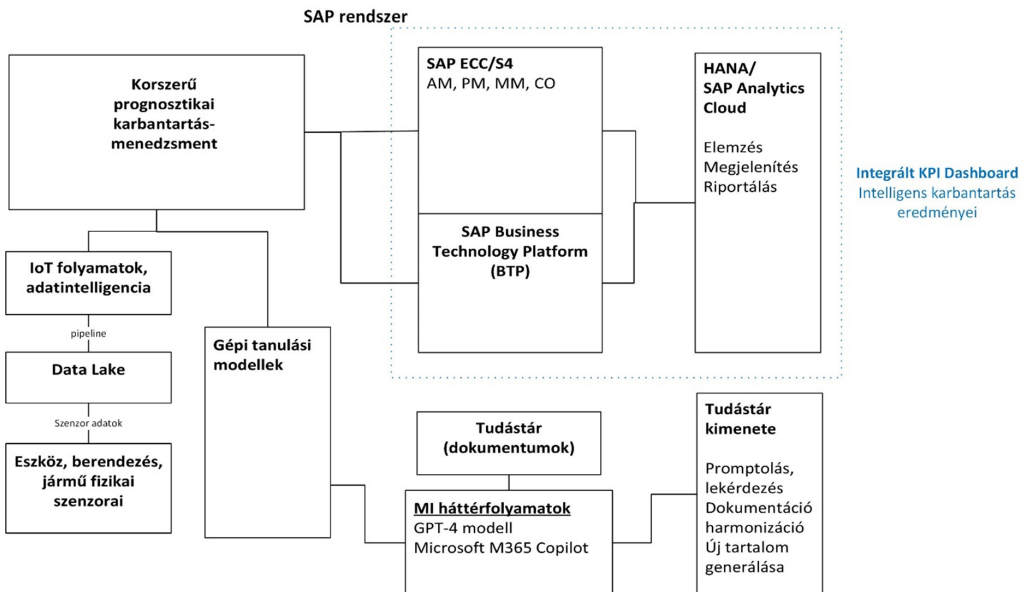 SAP rendszer
Korszerű
prognosztikai
karbantartás-
menedzsment
SAP ECC/S4
AM, PM, MM, CO
SAP Business
Technology Platform
(BTP)
HANA/
SAP Analytics
Cloud
Elemzés
Megjelenítés
Riportálás
Integrált KPI Dashboard
Intelligens karbantartás
eredményei
IoT folyamatok,
adatintelligencia
pipeline
Data Lake
Szenzor adatok
Eszköz, berendezés,
jármű fizikai
szenzorai
Gépi tanulási
modellek
Tudástár
(dokumentumok)
MI háttérfolyamatok
GPT-4 modell
Microsoft M365 Copilot
Tudástár
kimenete
Promptolás,
lekérdezés
Dokumentáció
harmonizáció
Új tartalom
generálása